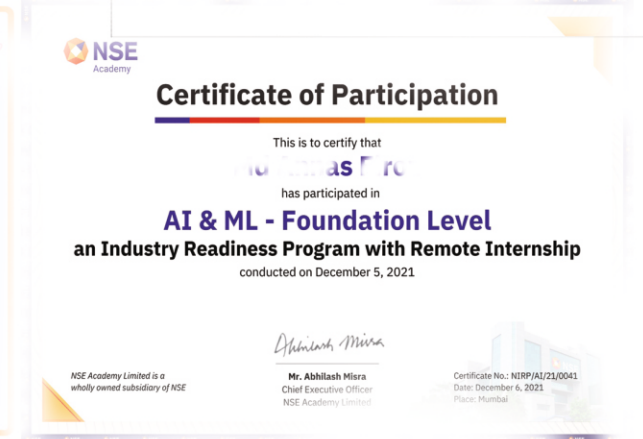 NSE
Academy
Certificate of Participation
This is to certify that
has participated in
AI & ML - Foundation Level
an Industry Readiness Program with Remote Internship
conducted on December 5, 2021
Abhilash Misra
NSE Academy Limited is a
wholly owned subsidiary of NSE
Mr. Abhilash Misra
Chief Executive Officer
NSE Academy Limited
Certificate No.: NIRP/AI/21/0041
Date: December 6, 2021
Place: Mumbai